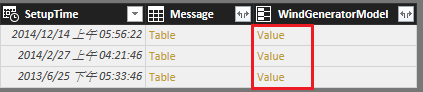 SetupTime Message WindGeneratorModel
2014/12/14 上午 05:56:22 Table Value
2014/2/27 上午 04:21:46 Table Value
2013/6/25 下午 05:33:46 Table Value